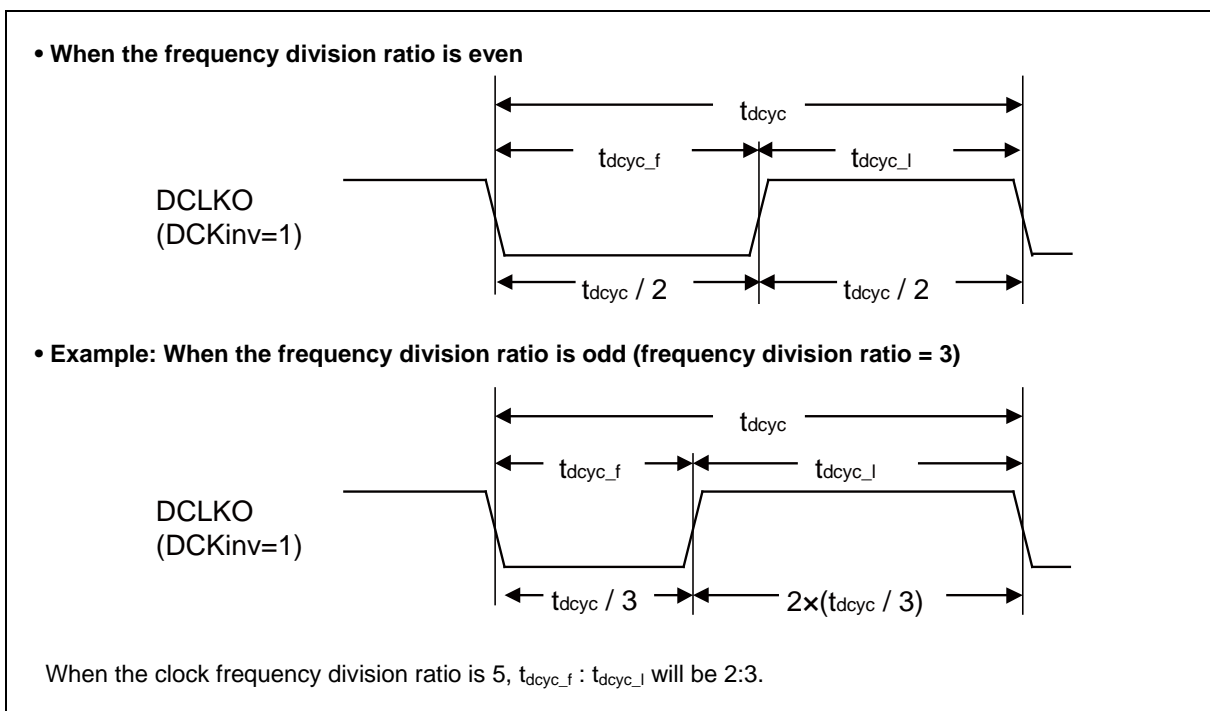 • When the frequency division ratio is even
tdcyc
tdcyc_f
tdcyc_l
DCLKO
(DCKinv=1)
tdcyc / 2
tdcyc / 2
• Example: When the frequency division ratio is odd (frequency division ratio = 3)
tdcyc
tdcyc_f
tdcyc_l
DCLKO
(DCKinv=1)
tdcyc / 3
2×(tdcyc / 3)
When the clock frequency division ratio is 5, tdcyc_f : tdcyc_l will be 2:3.